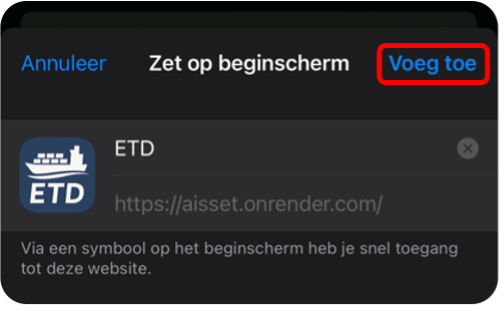 Annuleer Zet op beginscherm Voeg toe
ETD
ETD
https://aisset.onrender.com/
Via een symbool op het beginscherm heb je snel toegang
tot deze website.